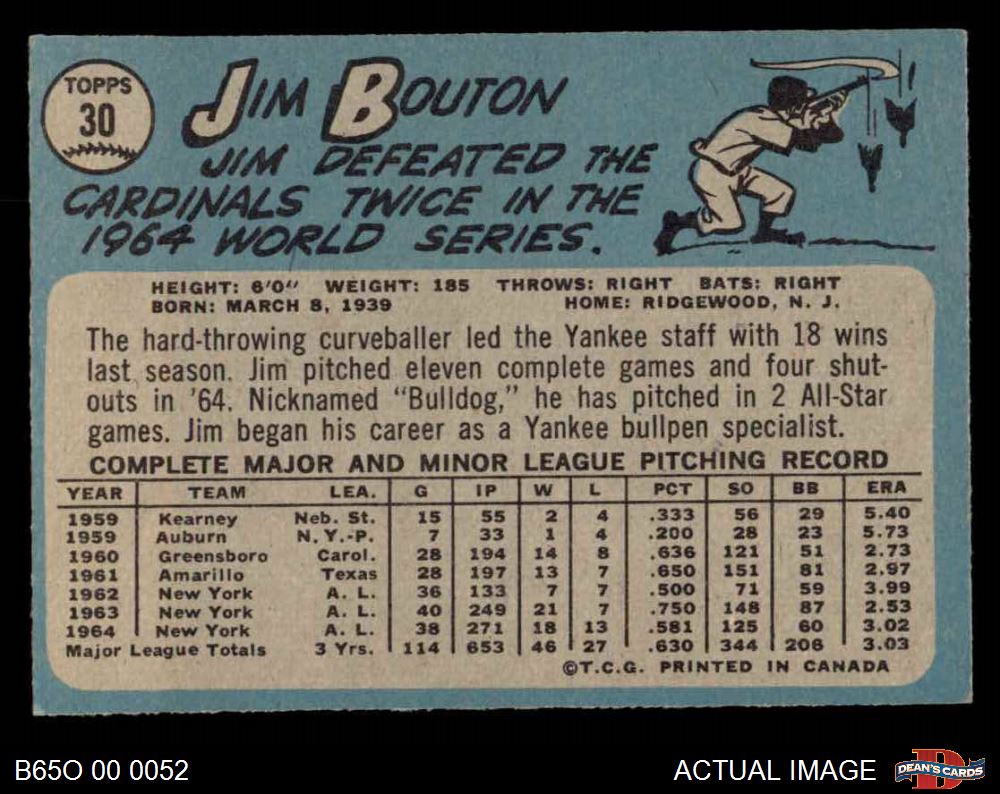 TOPPS
30
JIM BOUTON
JIM DEFEATED THE
CARDINALS TWICE IN THE
1964 WORLD SERIES.
HEIGHT: 6'0" WEIGHT: 185 THROWS: RIGHT BATS: RIGHT
BORN: MARCH 8, 1939 HOME: RIDGEWOOD, N. J.
The hard-throwing curveballer led the Yankee staff with 18 wins
last season. Jim pitched eleven complete games and four shut-
outs in '64. Nicknamed "Bulldog," he has pitched in 2 All-Star
games. Jim began his career as a Yankee bullpen specialist.
COMPLETE MAJOR AND MINOR LEAGUE PITCHING RECORD
YEAR TEAM LEA. G IP W L PCT SO BB ERA
1959 Kearney Neb. St. 15 55 2 4 .333 56 29 5.40
1959 Auburn N.Y.-P. 7 33 1 4 .200 28 23 5.73
1960 Greensboro Carol. 28 194 14 8 .636 121 51 2.73
1961 Amarillo Texas 28 197 13 7 .650 151 81 2.97
1962 New York A. L. 36 133 7 7 .500 71 59 3.99
1963 New York A. L. 40 249 21 7 .750 148 87 2.53
1964 New York A. L. 38 271 18 13 .581 125 60 3.02
Major League Totals 3 Yrs. 114 653 46 27 .630 344 206 3.03
©T.C.G. PRINTED IN CANADA
B65O 00 0052
ACTUAL IMAGE
DEAN'S CARDS